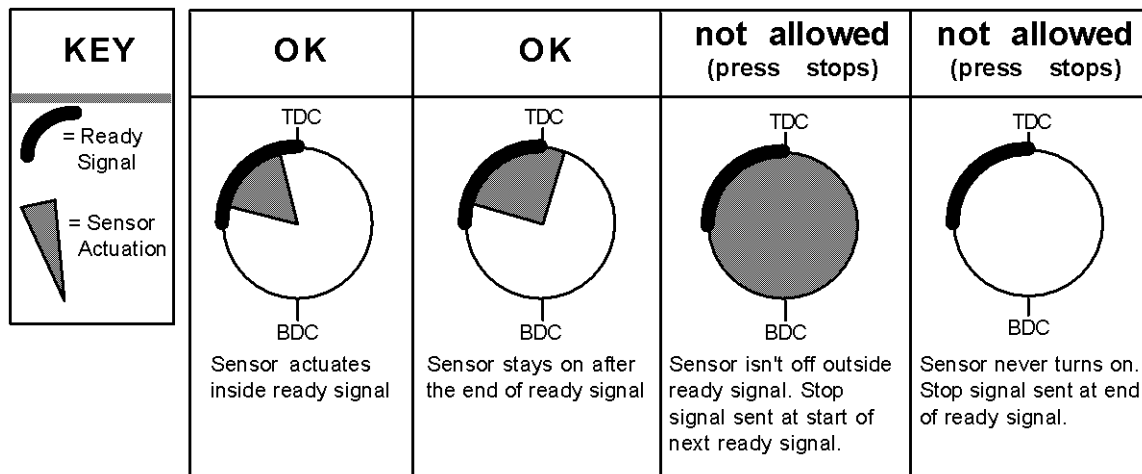 KEY
= Ready
Signal
= Sensor
Actuation
OK
TDC
BDC
Sensor actuates
inside ready signal
OK
TDC
BDC
Sensor stays on after
the end of ready signal
not allowed
(press stops)
TDC
BDC
Sensor isn't off outside
ready signal. Stop
signal sent at start of
next ready signal.
not allowed
(press stops)
TDC
BDC
Sensor never turns on.
Stop signal sent at end
of ready signal.